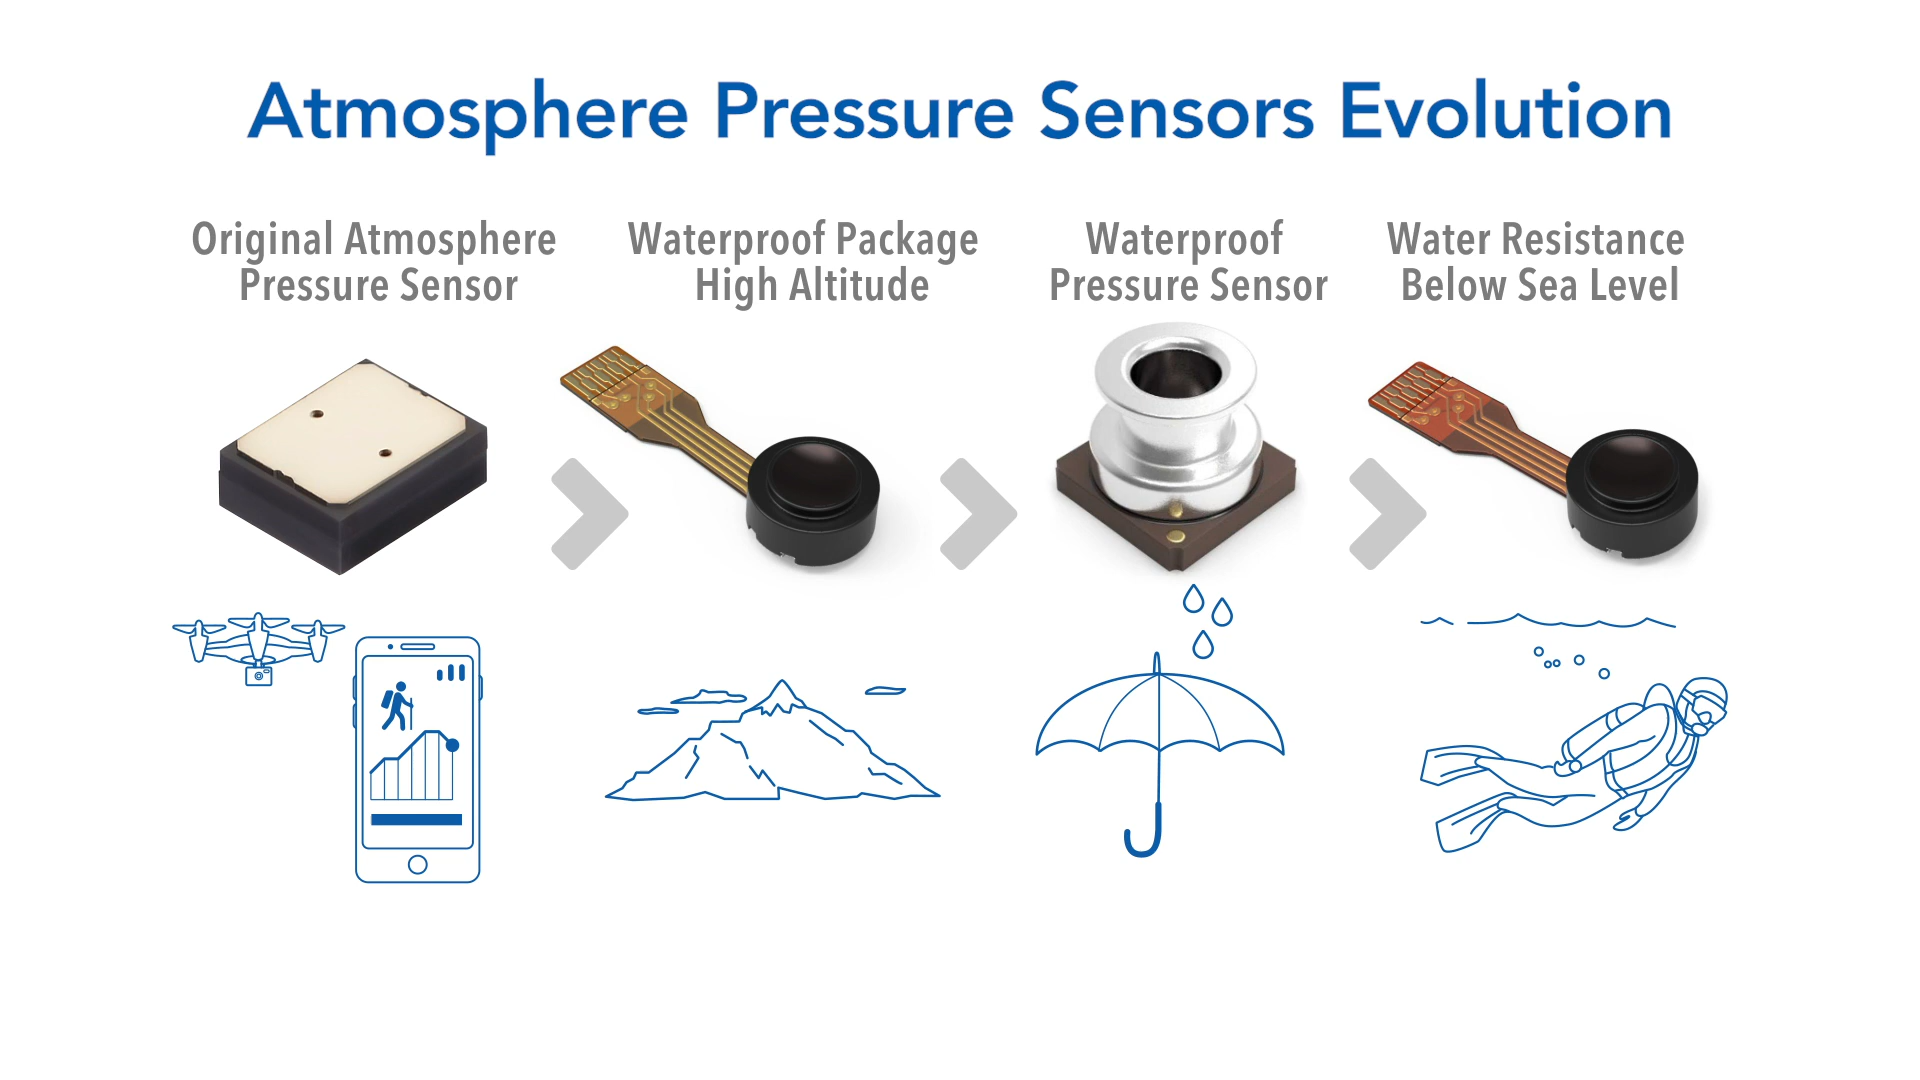 Atmosphere Pressure Sensors Evolution
Original Atmosphere
Pressure Sensor
Waterproof Package
High Altitude
Waterproof
Pressure Sensor
Water Resistance
Below Sea Level